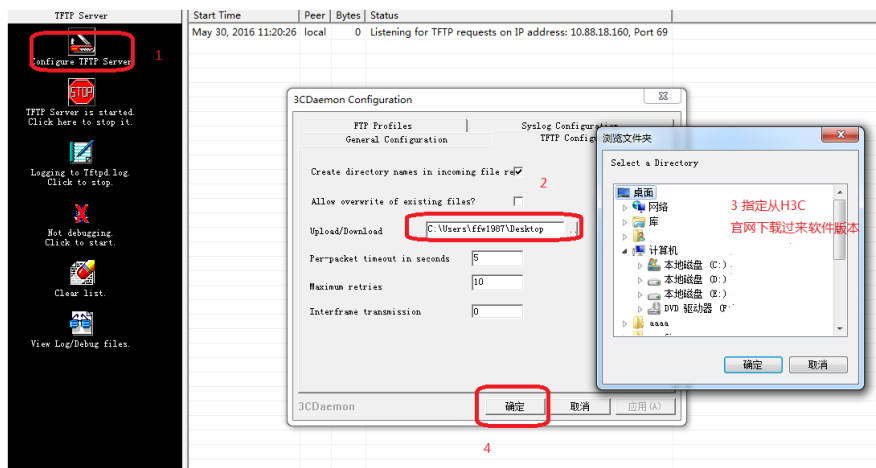 TFTP Server
Start Time Peer Bytes Status
May 30, 2016 11:20:26 local 0 Listening for TFTP requests on IP address: 10.88.18.160, Port 69
Configure TFTP Server
1
STOP
TFTP Server is started.
Click here to stop it.
Logging to Tftpd.log.
Click to stop.
Not debugging.
Click to start.
Clear list.
View Log/Debug files.
3CDaemon Configuration
FTP Profiles
Syslog Configuration
General Configuration
TFTP Config
Create directory names in incoming file re
2
Allow overwrite of existing files?
Upload/Download
C:\Users\ffw1987\Desktop
Per-packet timeout in seconds
5
Maximum retries
10
Interframe transmission
0
3CDaemon
确定
取消
应用(A)
4
浏览文件夹
Select a Directory
桌面
网络
库
计算机
本地磁盘 (C:)
本地磁盘 (D:)
本地磁盘 (E:)
DVD 驱动器 (F
aaaa
3 指定从H3C
官网下载过来软件版本
确定
取消